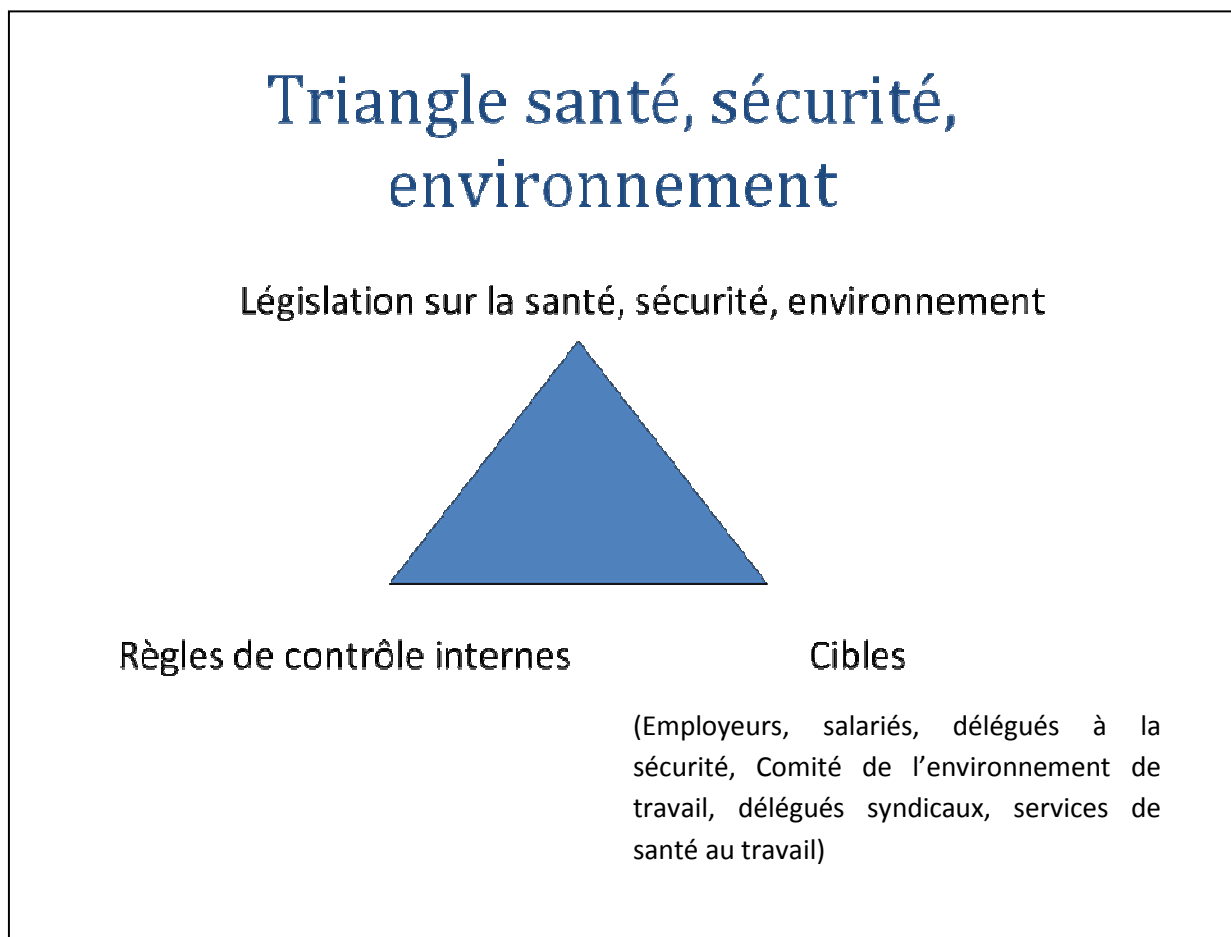 Triangle santé, sécurité,
environnement
Législation sur la santé, sécurité, environnement
Règles de contrôle internes
Cibles
(Employeurs, salariés, délégués à la
sécurité, Comité de l’environnement de
travail, délégués syndicaux, services de
santé au travail)